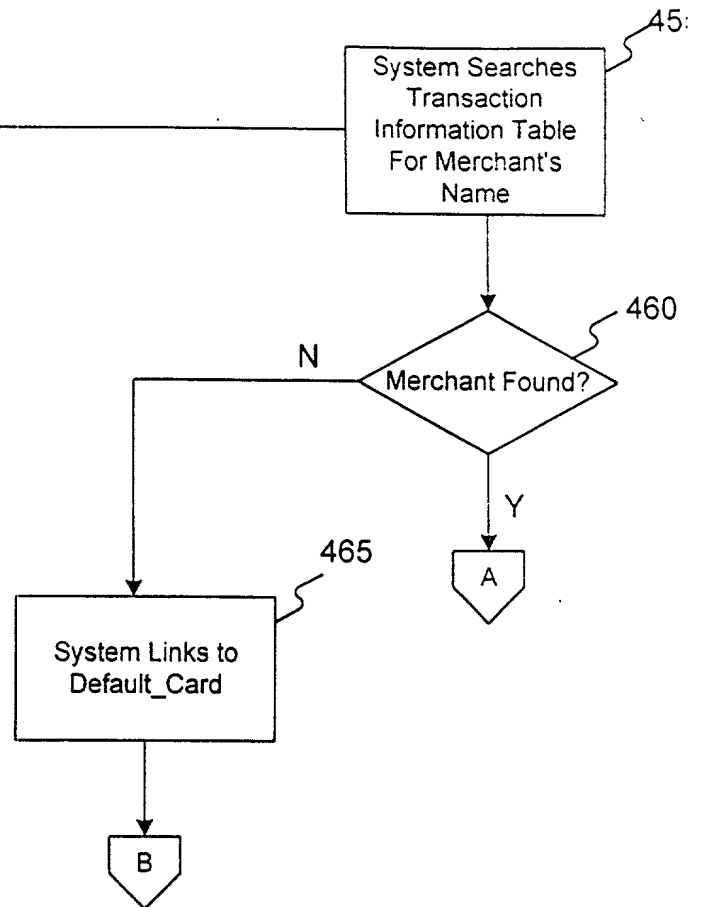 45
System Searches
Transaction
Information Table
For Merchant's
Name
460
Merchant Found?
N
Y
A
465
System Links to
Default_Card
B